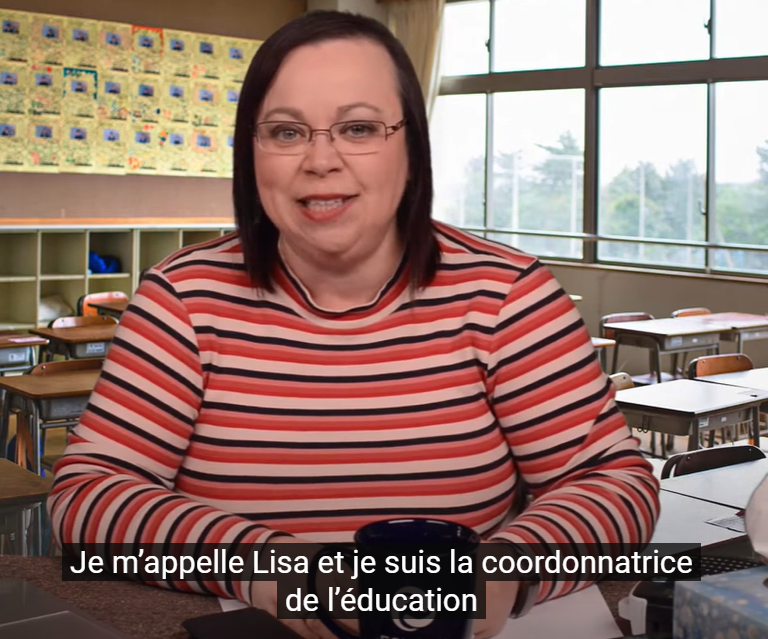 Je m’appelle Lisa et je suis la coordonnatrice
de l’éducation